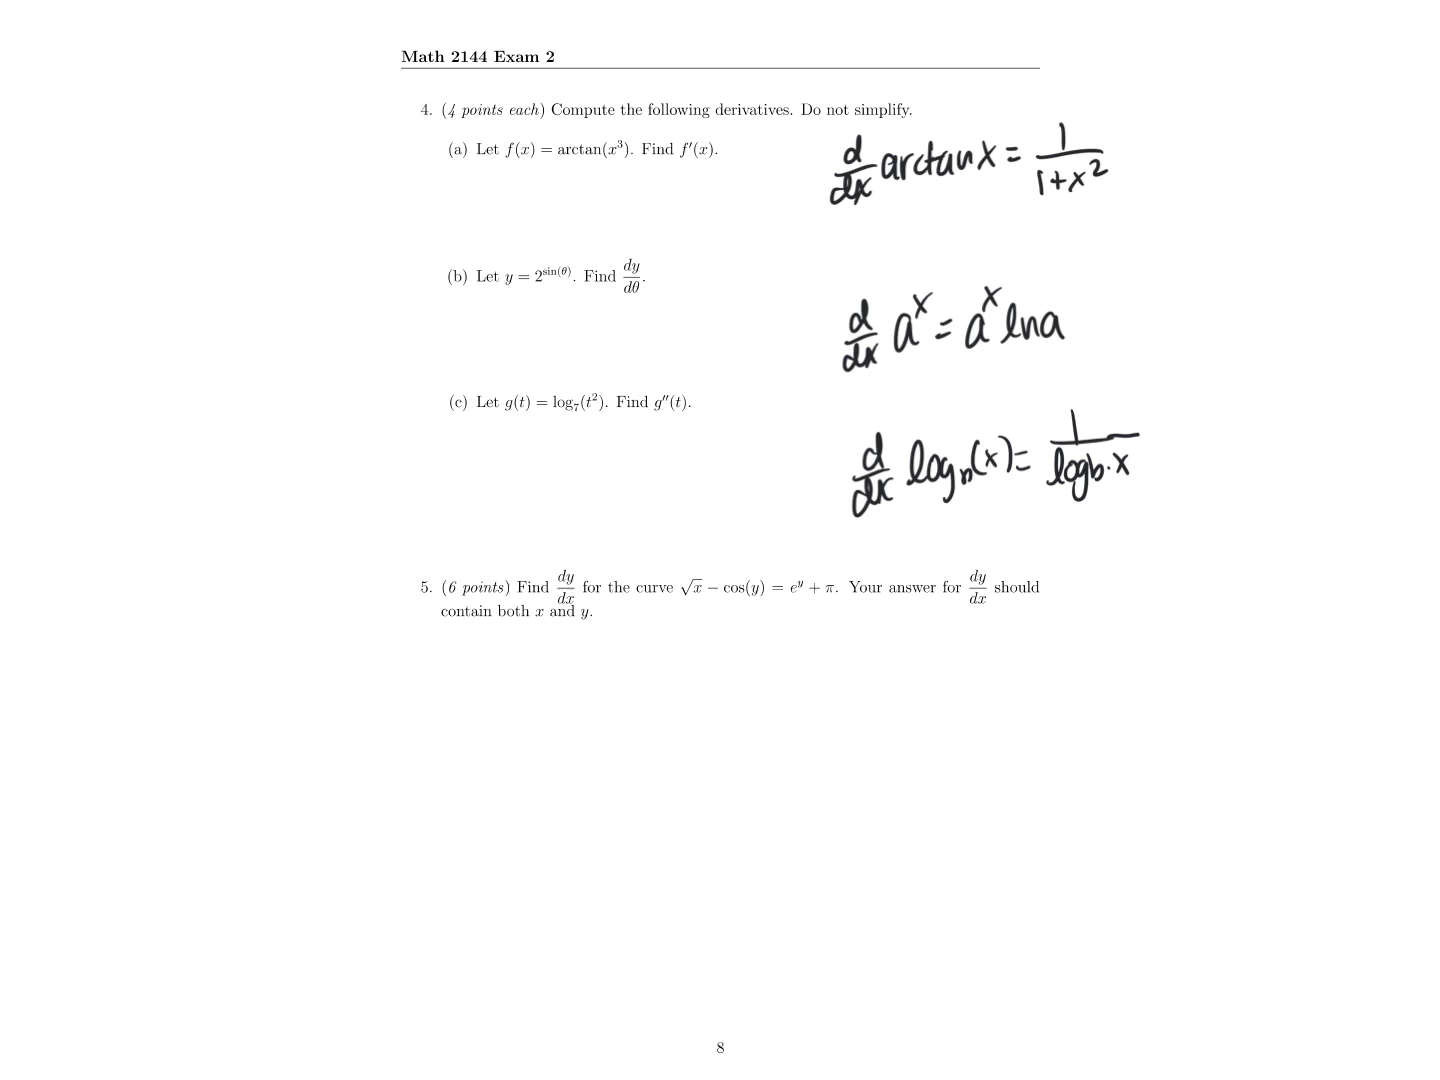 Math 2144 Exam 2
4. (4 points each) Compute the following derivatives. Do not simplify.
(a) Let f(x) = arctan(x³). Find f′(x).
d/dx arctan x = 1/(1+x²)
(b) Let y = 2^sin(θ). Find dy/dθ.
d/dx a^x = a^x ln a
(c) Let g(t) = log₇(t²). Find g″(t).
d/dx log_b(x) = 1/(log b · x)
5. (6 points) Find dy/dx for the curve √x − cos(y) = e^y + π. Your answer for dy/dx should
contain both x and y.
8